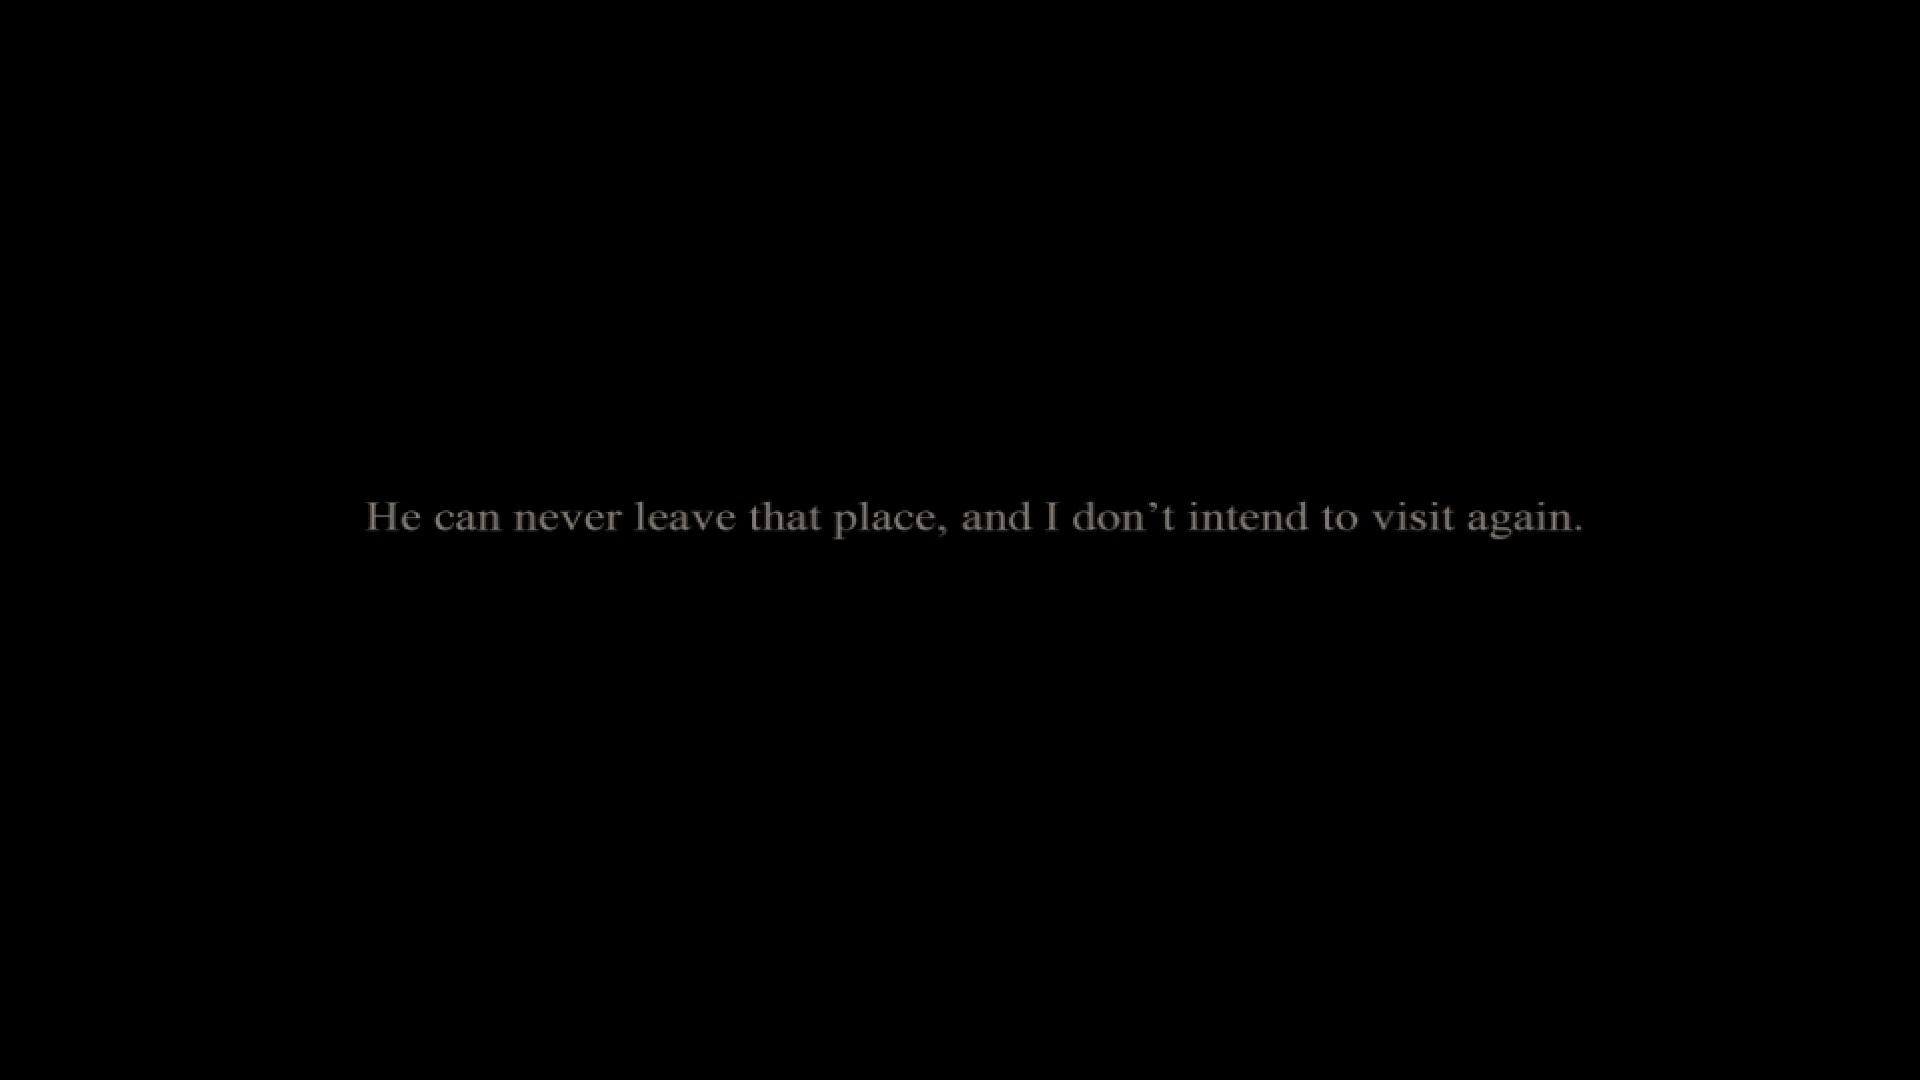 He can never leave that place, and I don’t intend to visit again.